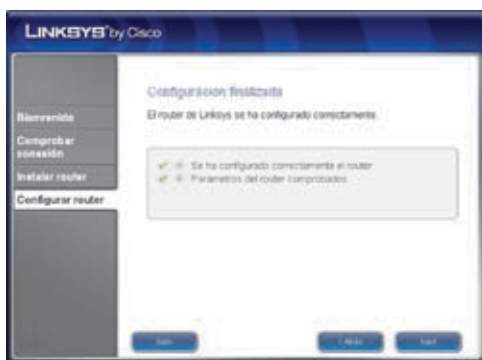 LINKSYS by Cisco
Configuración finalizada
El router de Linksys se ha configurado correctamente.
Bienvenida
Comprobar
conexión
Instalar router
Configurar router
Se ha configurado correctamente el router
Parámetros del router comprobados
Atrás